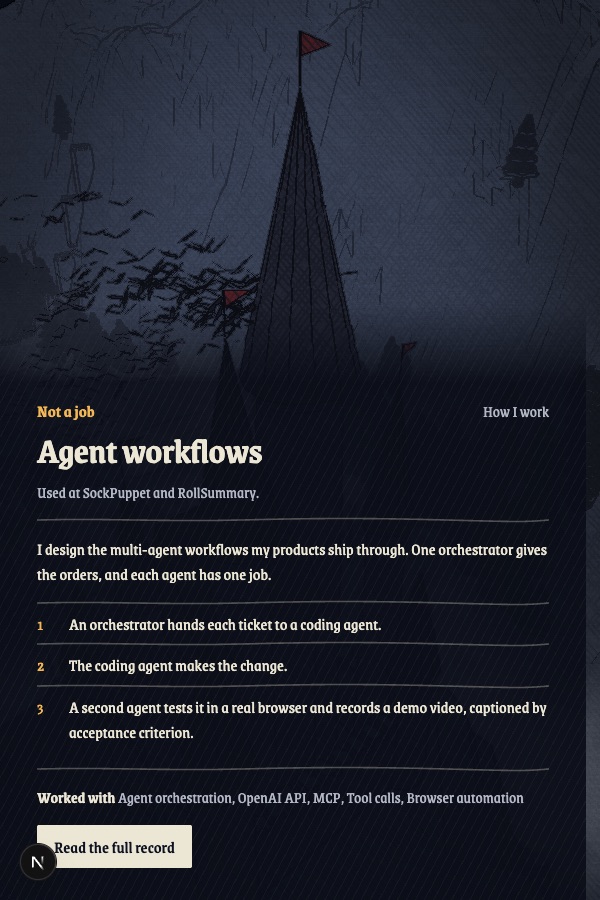 Not a job
How I work
Agent workflows
Used at SockPuppet and RollSummary.
I design the multi-agent workflows my products ship through. One orchestrator gives
the orders, and each agent has one job.
1 An orchestrator hands each ticket to a coding agent.
2 The coding agent makes the change.
3 A second agent tests it in a real browser and records a demo video, captioned by
acceptance criterion.
Worked with Agent orchestration, OpenAI API, MCP, Tool calls, Browser automation
Read the full record
N